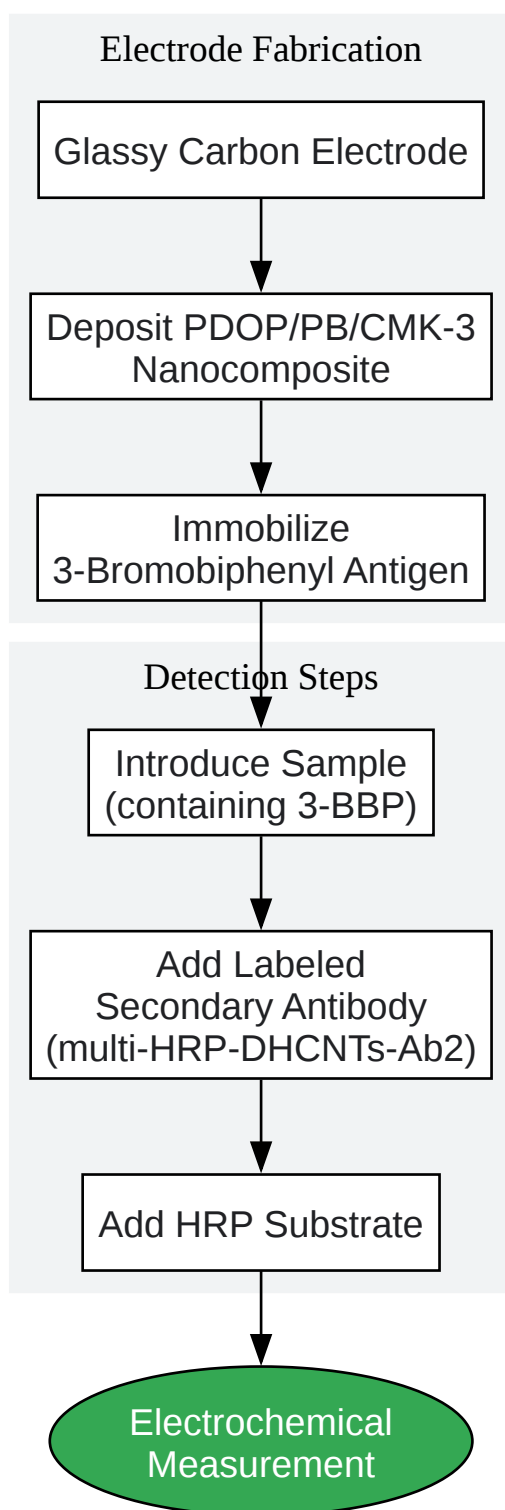 Electrode Fabrication
Glassy Carbon Electrode
Deposit PDOP/PB/CMK-3
Nanocomposite
Immobilize
3-Bromobiphenyl Antigen
Detection Steps
Introduce Sample
(containing 3-BBP)
Add Labeled
Secondary Antibody
(multi-HRP-DHCNTs-Ab2)
Add HRP Substrate
Electrochemical
Measurement